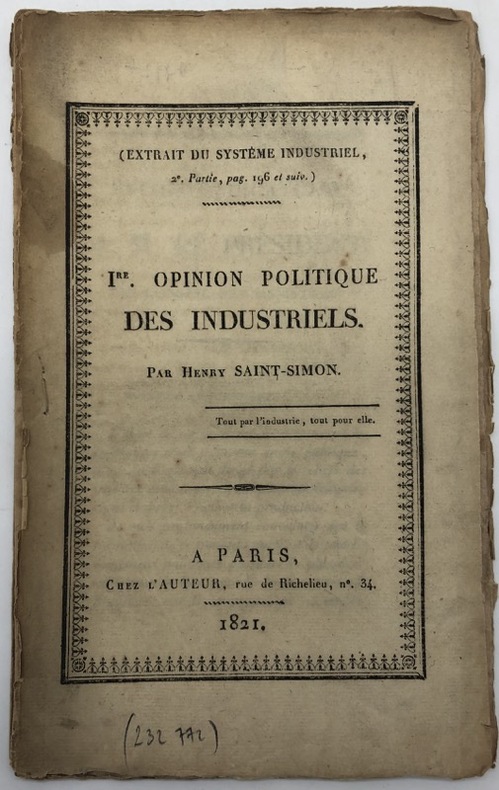 (EXTRAIT DU SYSTÊME INDUSTRIEL,
2e. Partie, pag. 196 et suiv.)
IRE. OPINION POLITIQUE
DES INDUSTRIELS.
PAR HENRY SAINT-SIMON.
Tout par l'industrie, tout pour elle.
A PARIS,
CHEZ L'AUTEUR, rue de Richelieu, no. 34.
1821.
(232 772)